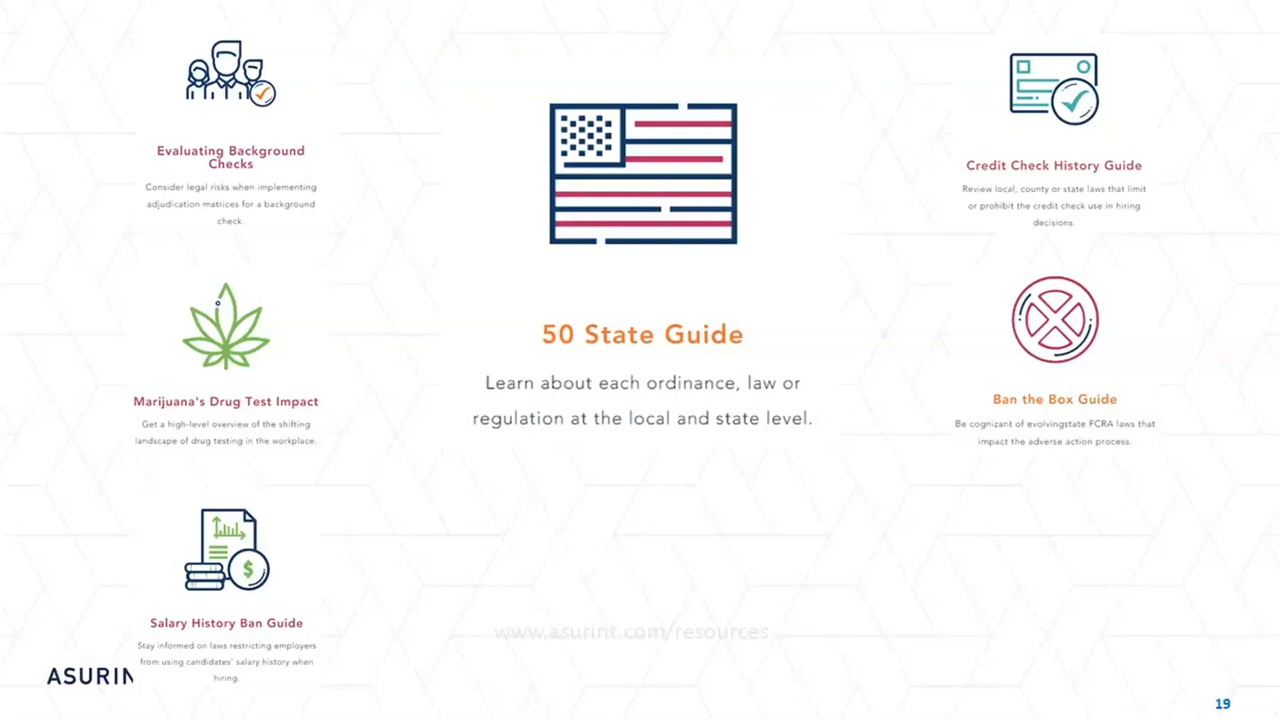 Evaluating Background
Checks
Consider legal risks when implementing
adjudication matrices for a background
check.
Marijuana's Drug Test Impact
Get a high-level overview of the shifting
landscape of drug testing in the workplace.
Salary History Ban Guide
Stay informed on laws restricting employers
from using candidates' salary history when
hiring.
ASURIN
50 State Guide
Learn about each ordinance, law or
regulation at the local and state level.
www.asurint.com/resources
Credit Check History Guide
Review local, county or state laws that limit
or prohibit the credit check use in hiring
decisions.
Ban the Box Guide
Be cognizant of evolvingstate FCRA laws that
impact the adverse action process.
19